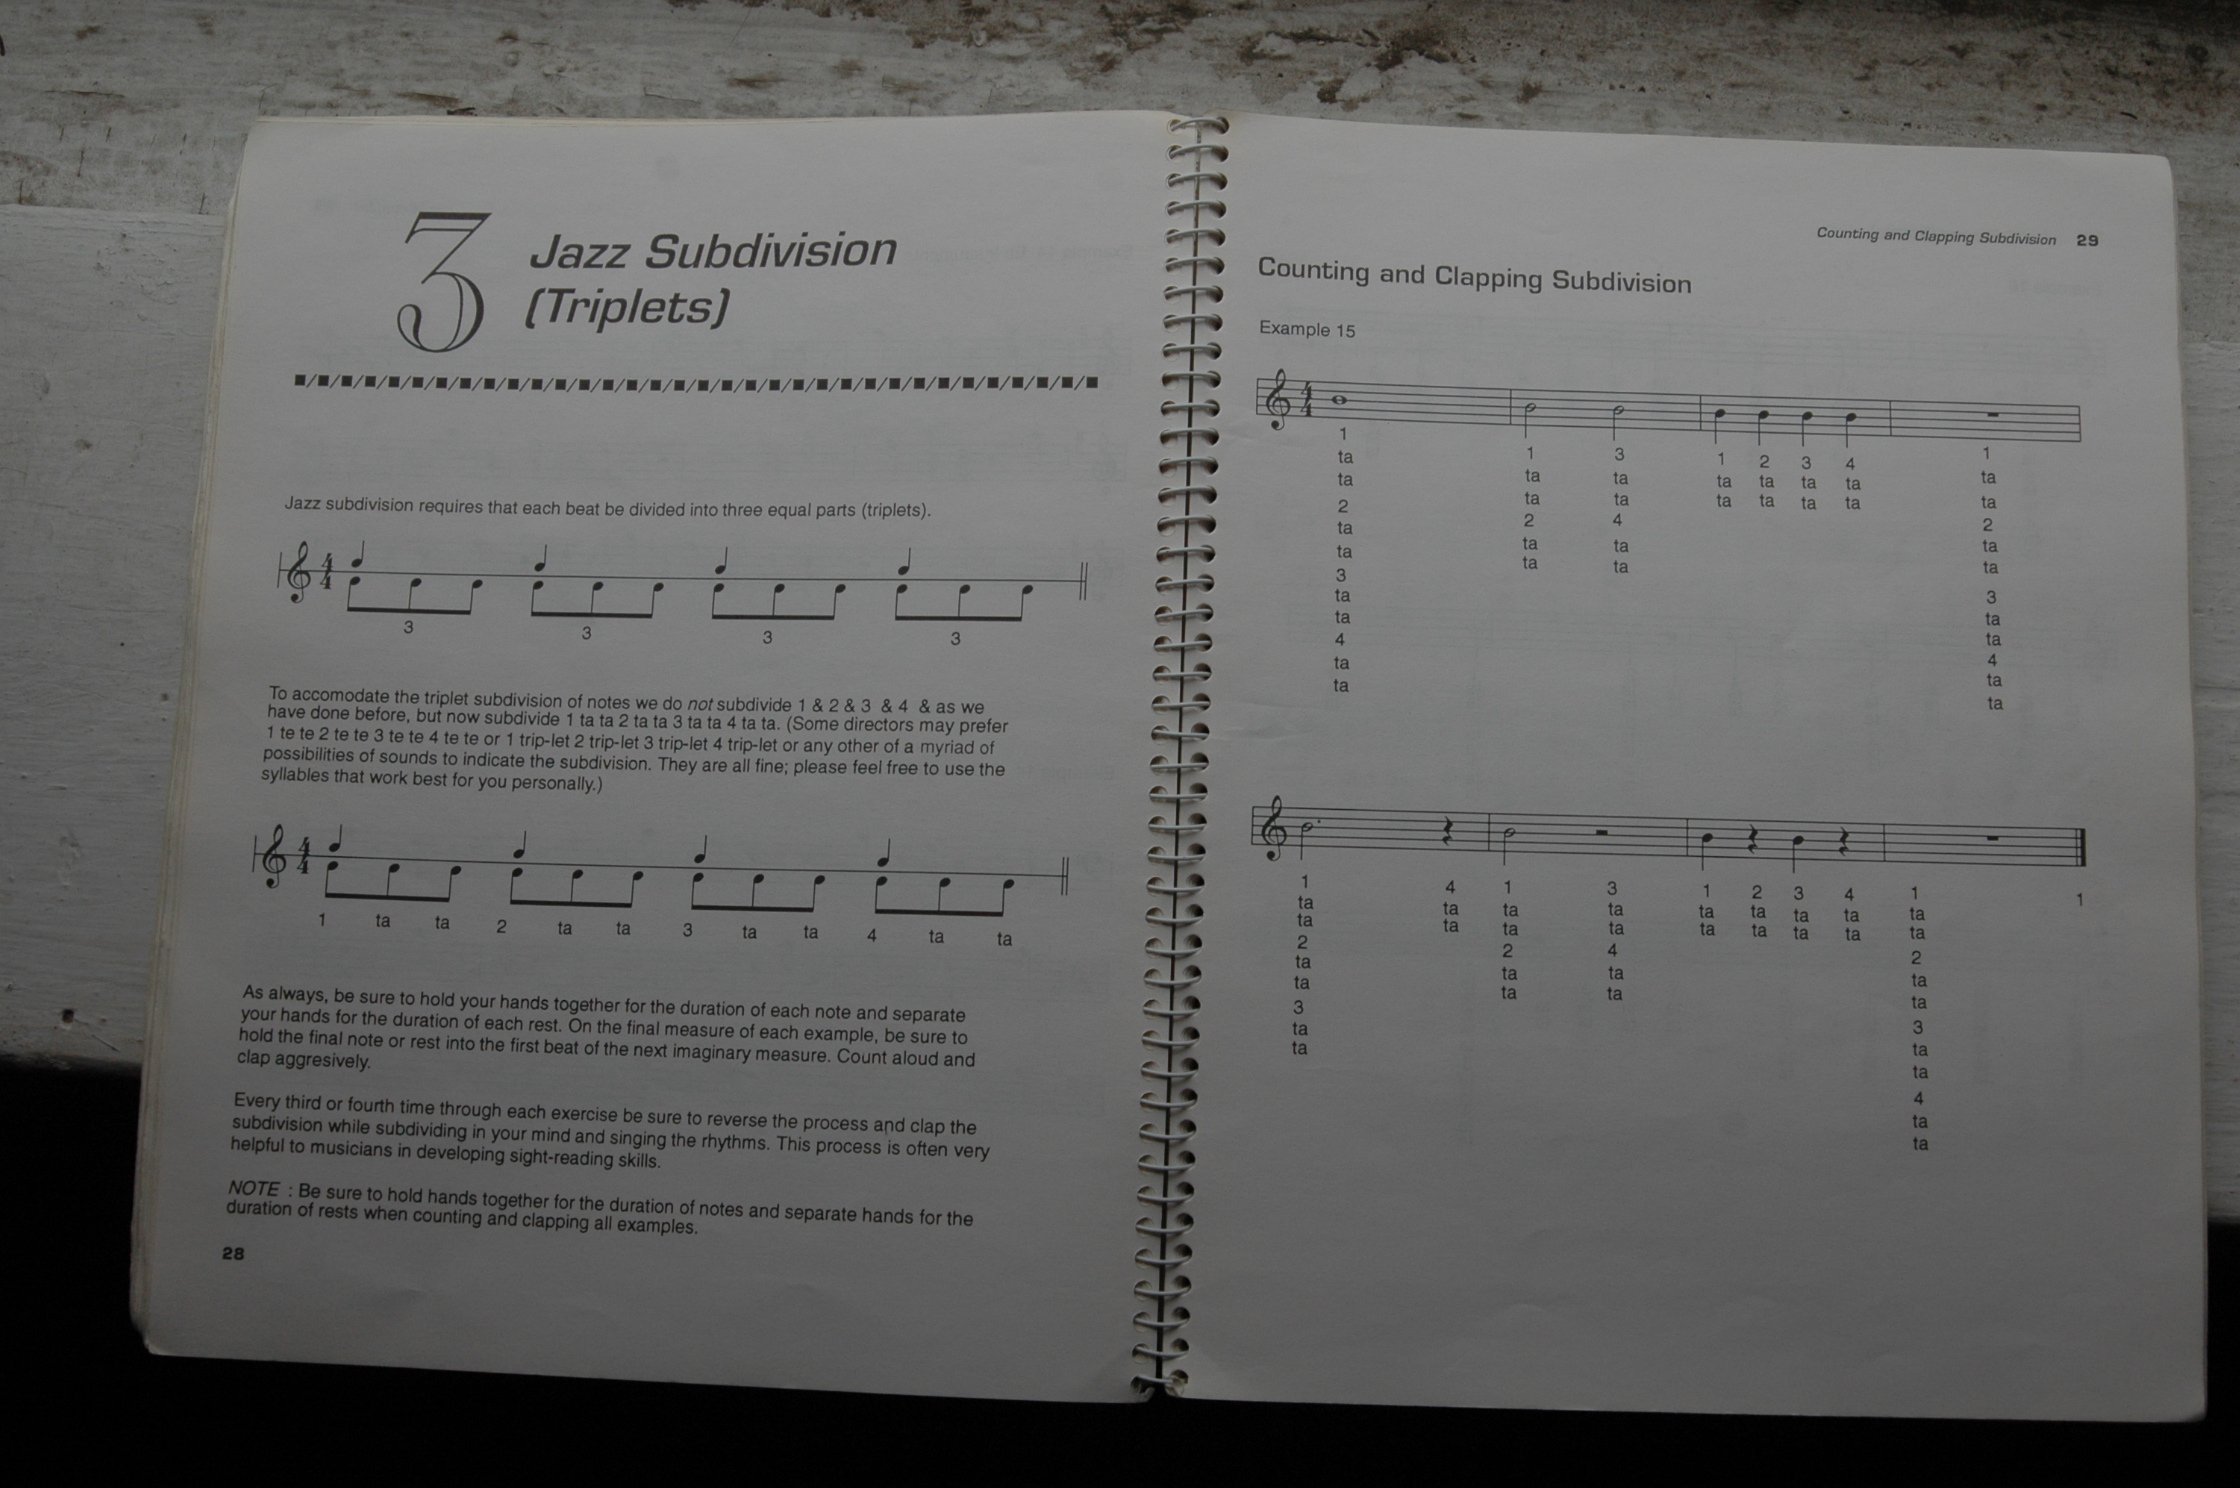 3
Jazz Subdivision
(Triplets)
Jazz subdivision requires that each beat be divided into three equal parts (triplets).
4
4
3 3 3 3
To accomodate the triplet subdivision of notes we do not subdivide 1 & 2 & 3 & 4 & as we
have done before, but now subdivide 1 ta ta 2 ta ta 3 ta ta 4 ta ta. (Some directors may prefer
1 te te 2 te te 3 te te 4 te te or 1 trip-let 2 trip-let 3 trip-let 4 trip-let or any other of a myriad of
possibilities of sounds to indicate the subdivision. They are all fine; please feel free to use the
syllables that work best for you personally.)
4
4
1 ta ta 2 ta ta 3 ta ta 4 ta ta
As always, be sure to hold your hands together for the duration of each note and separate
your hands for the duration of each rest. On the final measure of each example, be sure to
hold the final note or rest into the first beat of the next imaginary measure. Count aloud and
clap aggresively.
Every third or fourth time through each exercise be sure to reverse the process and clap the
subdivision while subdividing in your mind and singing the rhythms. This process is often very
helpful to musicians in developing sight-reading skills.
NOTE : Be sure to hold hands together for the duration of notes and separate hands for the
duration of rests when counting and clapping all examples.
28
Counting and Clapping Subdivision 29
Counting and Clapping Subdivision
Example 15
4
4
1 1 3 1 2 3 4 1
ta ta ta ta ta ta ta ta
ta ta ta ta ta ta ta ta
2 2 4 2
ta ta ta ta
ta ta ta ta
3 3
ta ta
ta ta
4 4
ta ta
ta ta
1 4 1 3 1 2 3 4 1 1
ta ta ta ta ta ta ta ta ta
ta ta ta ta ta ta ta ta ta
2 2 4 2
ta ta ta ta
ta ta ta ta
3 3
ta ta
ta ta
4
ta
ta